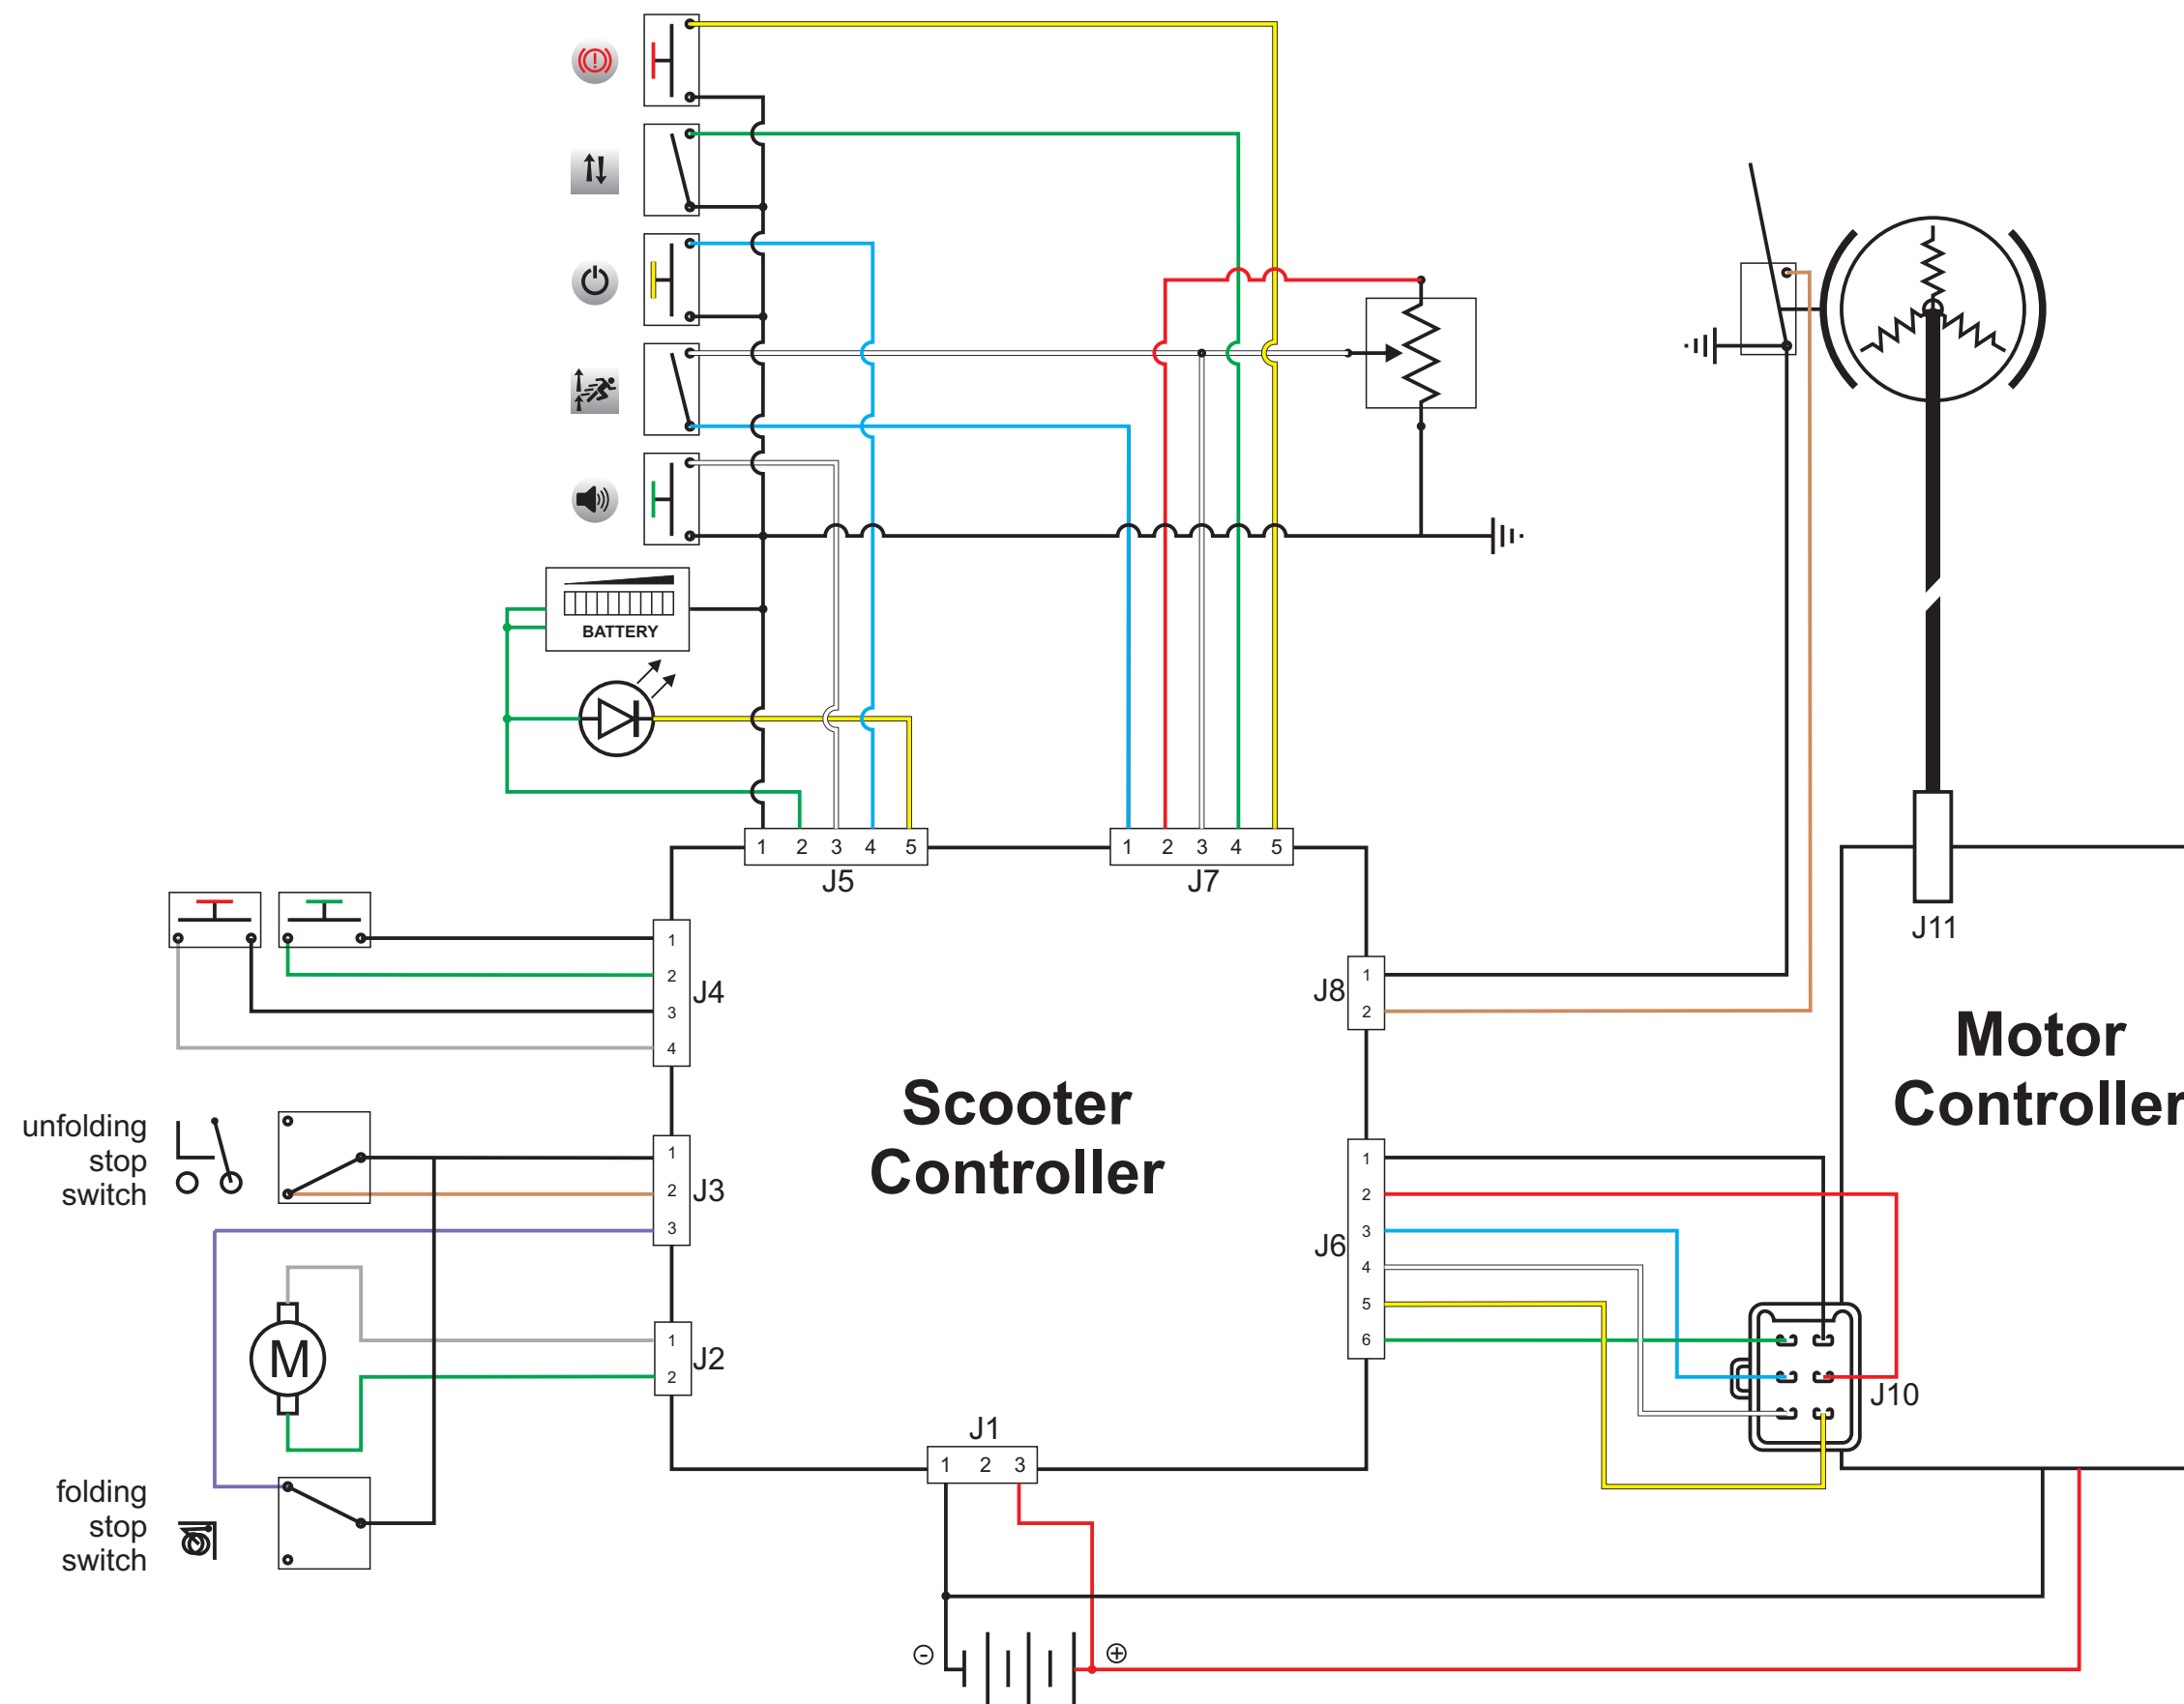 BATTERY
1 2 3 4 5
J5
1 2 3 4 5
J7
J11
1
2
3
4
J4
1
2
J8
Motor
Controller
Scooter
Controller
unfolding
stop
switch
1
2
3
J3
1
2
3
4
5
6
J6
M
1
2
J2
J10
J1
1 2 3
folding
stop
switch
- +